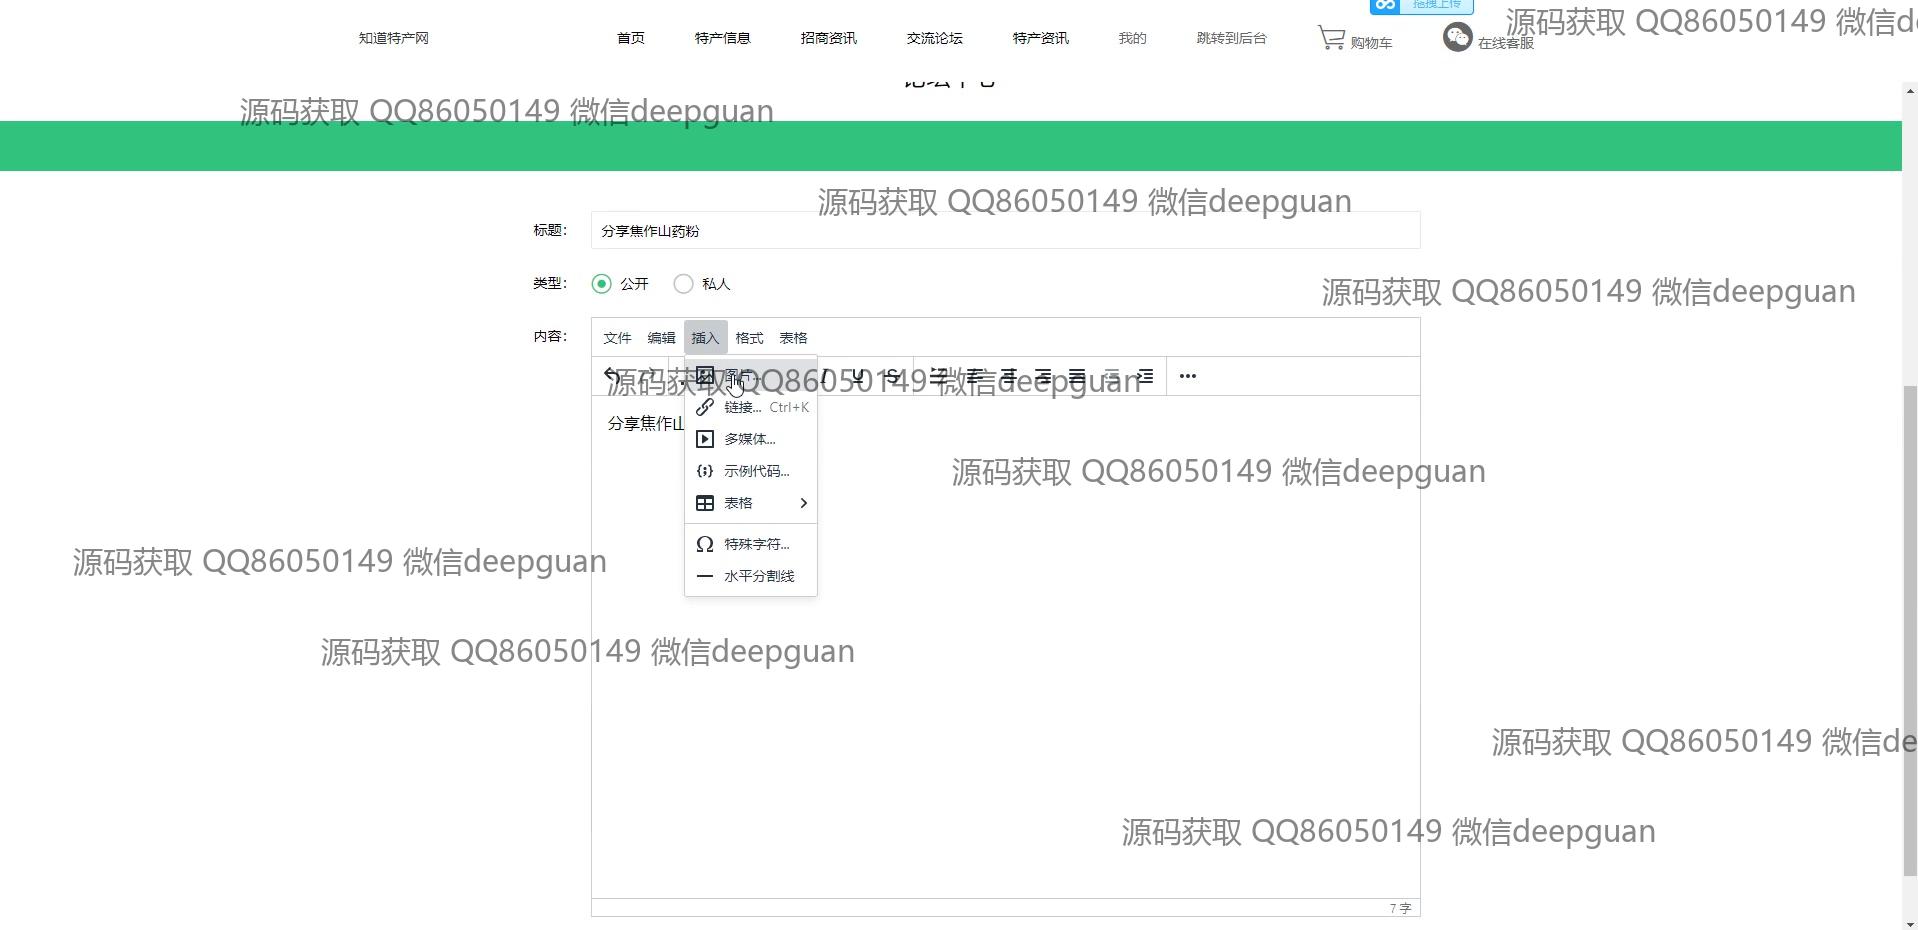 拖拽上传
源码获取 QQ86050149 微信d
知道特产网 首页 特产信息 招商资讯 交流论坛 特产资讯 我的 跳转到后台 购物车 在线客服
源码获取 QQ86050149 微信deepguan
源码获取 QQ86050149 微信deepguan
标题: 分享焦作山药粉
类型: 公开 私人
源码获取 QQ86050149 微信deepguan
内容: 文件 编辑 插入 格式 表格
图片...
源码获取 QQ86050149 微信deepguan
链接... Ctrl+K
分享焦作山
多媒体...
示例代码...
源码获取 QQ86050149 微信deepguan
表格
特殊字符...
源码获取 QQ86050149 微信deepguan
水平分割线
源码获取 QQ86050149 微信deepguan
源码获取 QQ86050149 微信de
源码获取 QQ86050149 微信deepguan
7 字